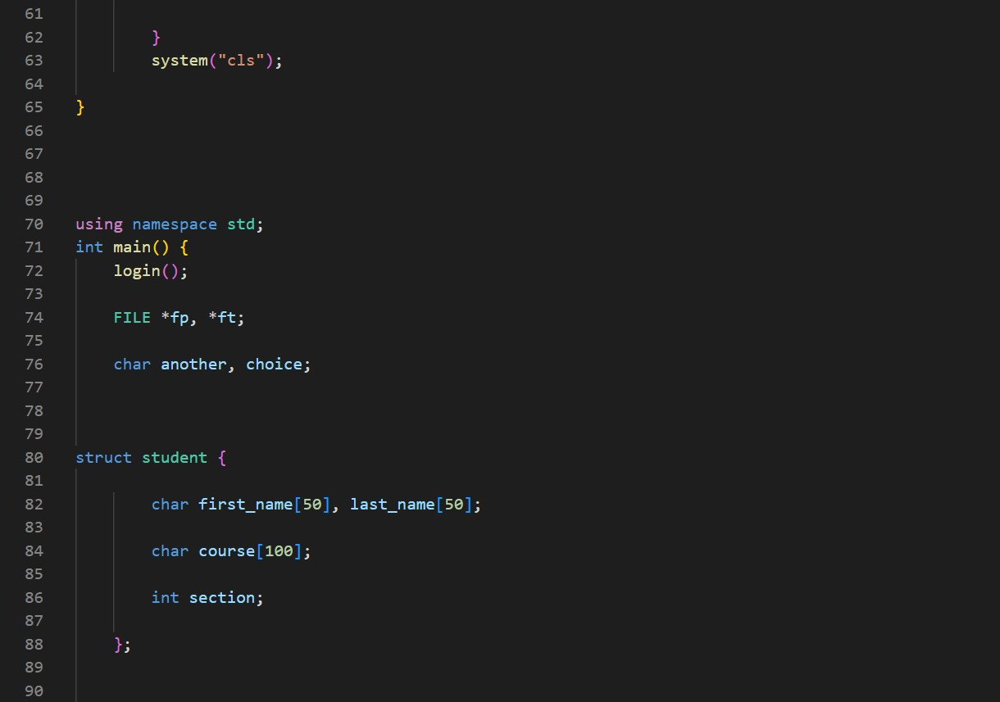 61
62 }
63 system("cls");
64
65 }
66
67
68
69
70 using namespace std;
71 int main() {
72 login();
73
74 FILE *fp, *ft;
75
76 char another, choice;
77
78
79
80 struct student {
81
82 char first_name[50], last_name[50];
83
84 char course[100];
85
86 int section;
87
88 };
89
90